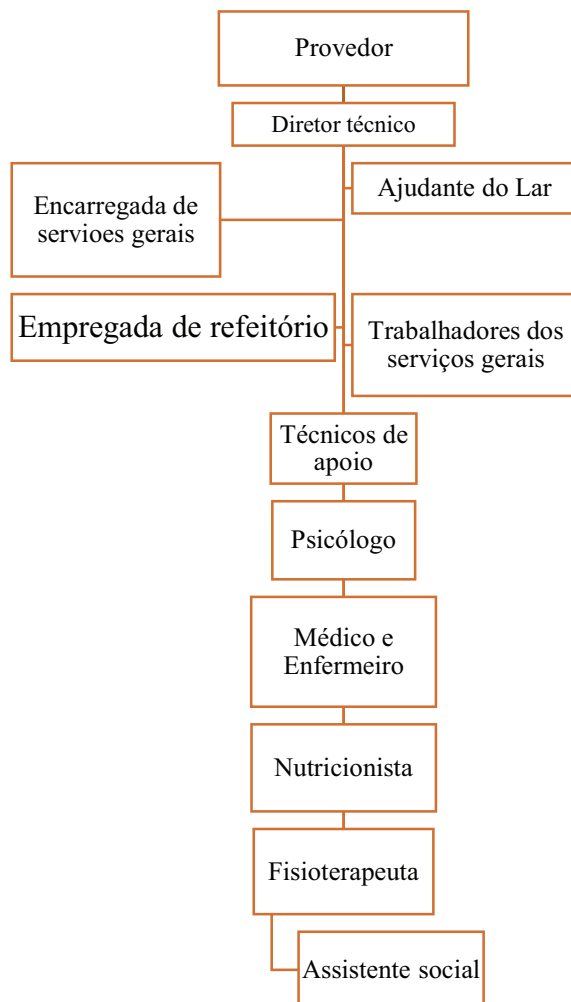 Provedor
Diretor técnico
Encarregada de
servioes gerais
Ajudante do Lar
Empregada de refeitório
Trabalhadores dos
serviços gerais
Técnicos de
apoio
Psicólogo
Médico e
Enfermeiro
Nutricionista
Fisioterapeuta
Assistente social